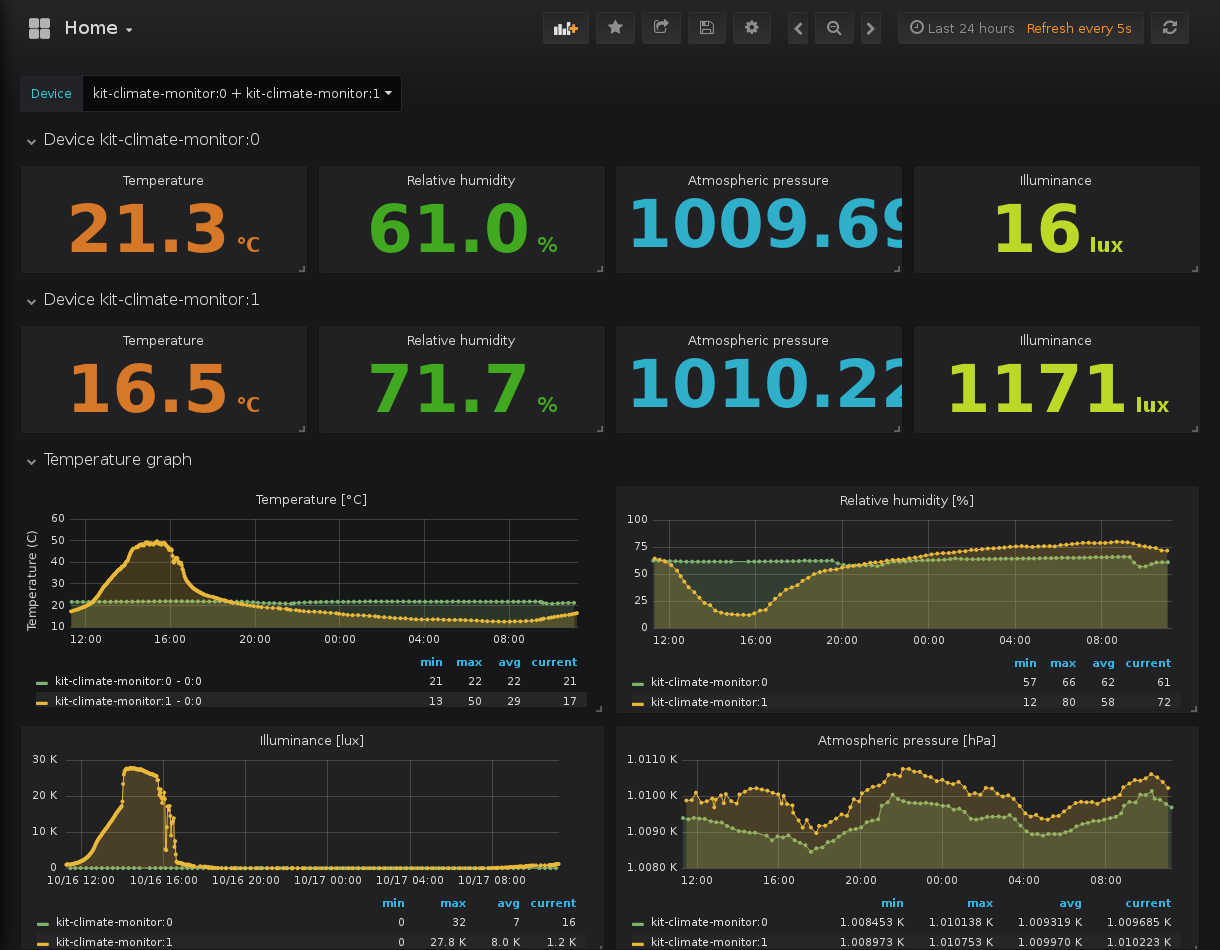 Home
Last 24 hours Refresh every 5s
Device kit-climate-monitor:0 + kit-climate-monitor:1
Device kit-climate-monitor:0
Temperature Relative humidity Atmospheric pressure Illuminance
21.3 °C 61.0 % 1009.69 16 lux
Device kit-climate-monitor:1
Temperature Relative humidity Atmospheric pressure Illuminance
16.5 °C 71.7 % 1010.22 1171 lux
Temperature graph
Temperature [°C]
Temperature (C)
60
50
40
30
20
10
12:00 16:00 20:00 00:00 04:00 08:00
min max avg current
kit-climate-monitor:0 - 0:0 21 22 22 21
kit-climate-monitor:1 - 0:0 13 50 29 17
Relative humidity [%]
100
75
50
25
0
12:00 16:00 20:00 00:00 04:00 08:00
min max avg current
kit-climate-monitor:0 57 66 62 61
kit-climate-monitor:1 12 80 58 72
Illuminance [lux]
30 K
20 K
10 K
0
10/16 12:00 10/16 16:00 10/16 20:00 10/17 00:00 10/17 04:00 10/17 08:00
min max avg current
kit-climate-monitor:0 0 32 7 16
kit-climate-monitor:1 0 27.8 K 8.0 K 1.2 K
Atmospheric pressure [hPa]
1.0110 K
1.0100 K
1.0090 K
1.0080 K
12:00 16:00 20:00 00:00 04:00 08:00
min max avg current
kit-climate-monitor:0 1.008453 K 1.010138 K 1.009319 K 1.009685 K
kit-climate-monitor:1 1.008973 K 1.010753 K 1.009970 K 1.010223 K